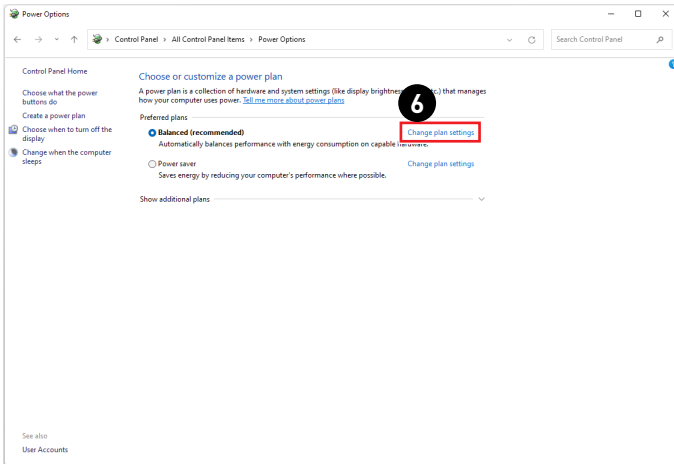 Power Options
Control Panel > All Control Panel Items > Power Options
Search Control Panel
Control Panel Home
Choose what the power
buttons do
Create a power plan
Choose when to turn off the
display
Change when the computer
sleeps
Choose or customize a power plan
A power plan is a collection of hardware and system settings (like display brightness, etc.) that manages
how your computer uses power. Tell me more about power plans
6
Preferred plans
Balanced (recommended)
Change plan settings
Automatically balances performance with energy consumption on capable hardware.
Power saver
Change plan settings
Saves energy by reducing your computer's performance where possible.
Show additional plans
See also
User Accounts